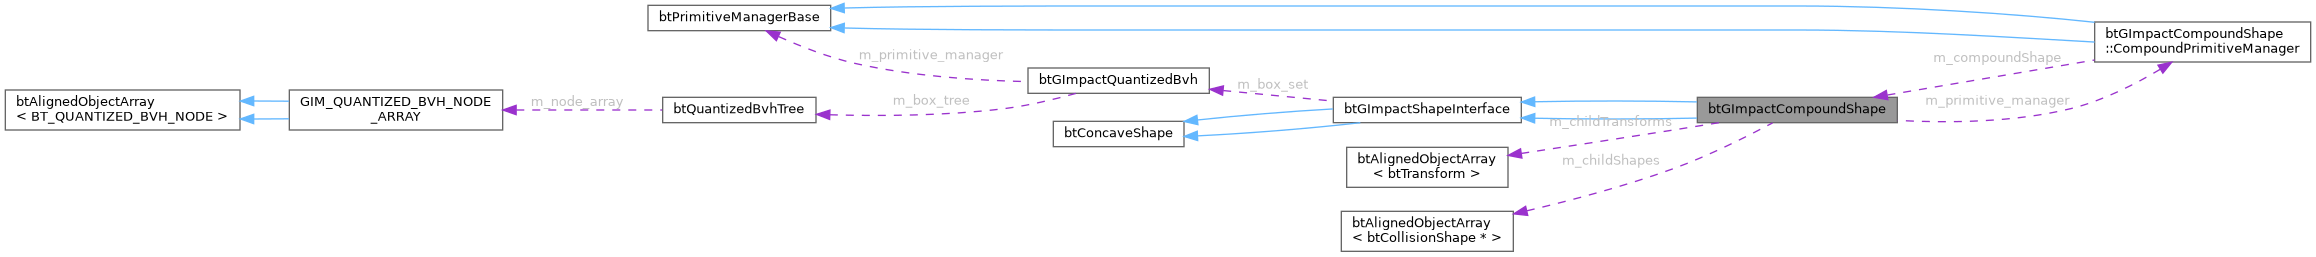 btPrimitiveManagerBase
btGImpactCompoundShape
::CompoundPrimitiveManager
m_primitive_manager
m_compoundShape
btGImpactQuantizedBvh
m_box_set
btAlignedObjectArray
< BT_QUANTIZED_BVH_NODE >
GIM_QUANTIZED_BVH_NODE
_ARRAY
m_node_array
btQuantizedBvhTree
m_box_tree
btGImpactShapeInterface
btGImpactCompoundShape
m_primitive_manager
btConcaveShape
m_childTransforms
btAlignedObjectArray
< btTransform >
m_childShapes
btAlignedObjectArray
< btCollisionShape * >